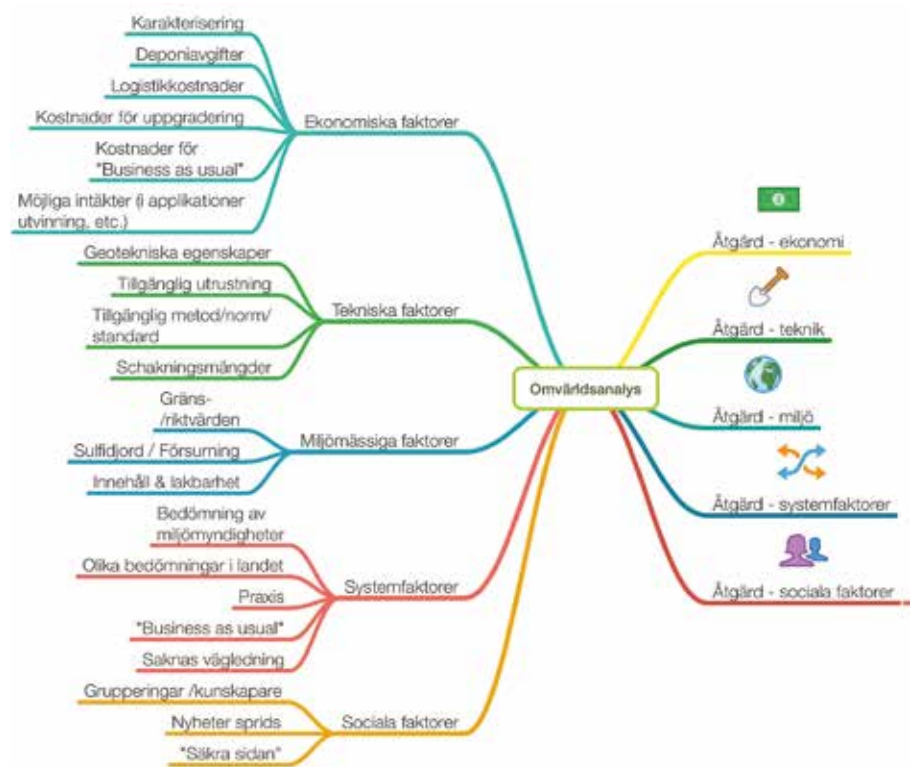 Karakterisering
Deponiavgifter
Logistikkostnader
Kostnader för uppgradering
Kostnader för
"Business as usual"
Möjliga intäkter (i applikationer
utvinning, etc.)
Ekonomiska faktorer
Geotekniska egenskaper
Tillgänglig utrustning
Tillgänglig metod/norm/
standard
Schakningsmängder
Tekniska faktorer
Gräns-
/riktvärden
Sulfidjord / Försurning
Innehåll & lakbarhet
Miljömässiga faktorer
Bedömning av
miljömyndigheter
Olika bedömningar i landet
Praxis
"Business as usual"
Saknas vägledning
Systemfaktorer
Grupperingar /kunskapare
Nyheter sprids
"Säkra sidan"
Sociala faktorer
Omvärldsanalys
Åtgärd - ekonomi
Åtgärd - teknik
Åtgärd - miljö
Åtgärd - systemfaktorer
Åtgärd - sociala faktorer